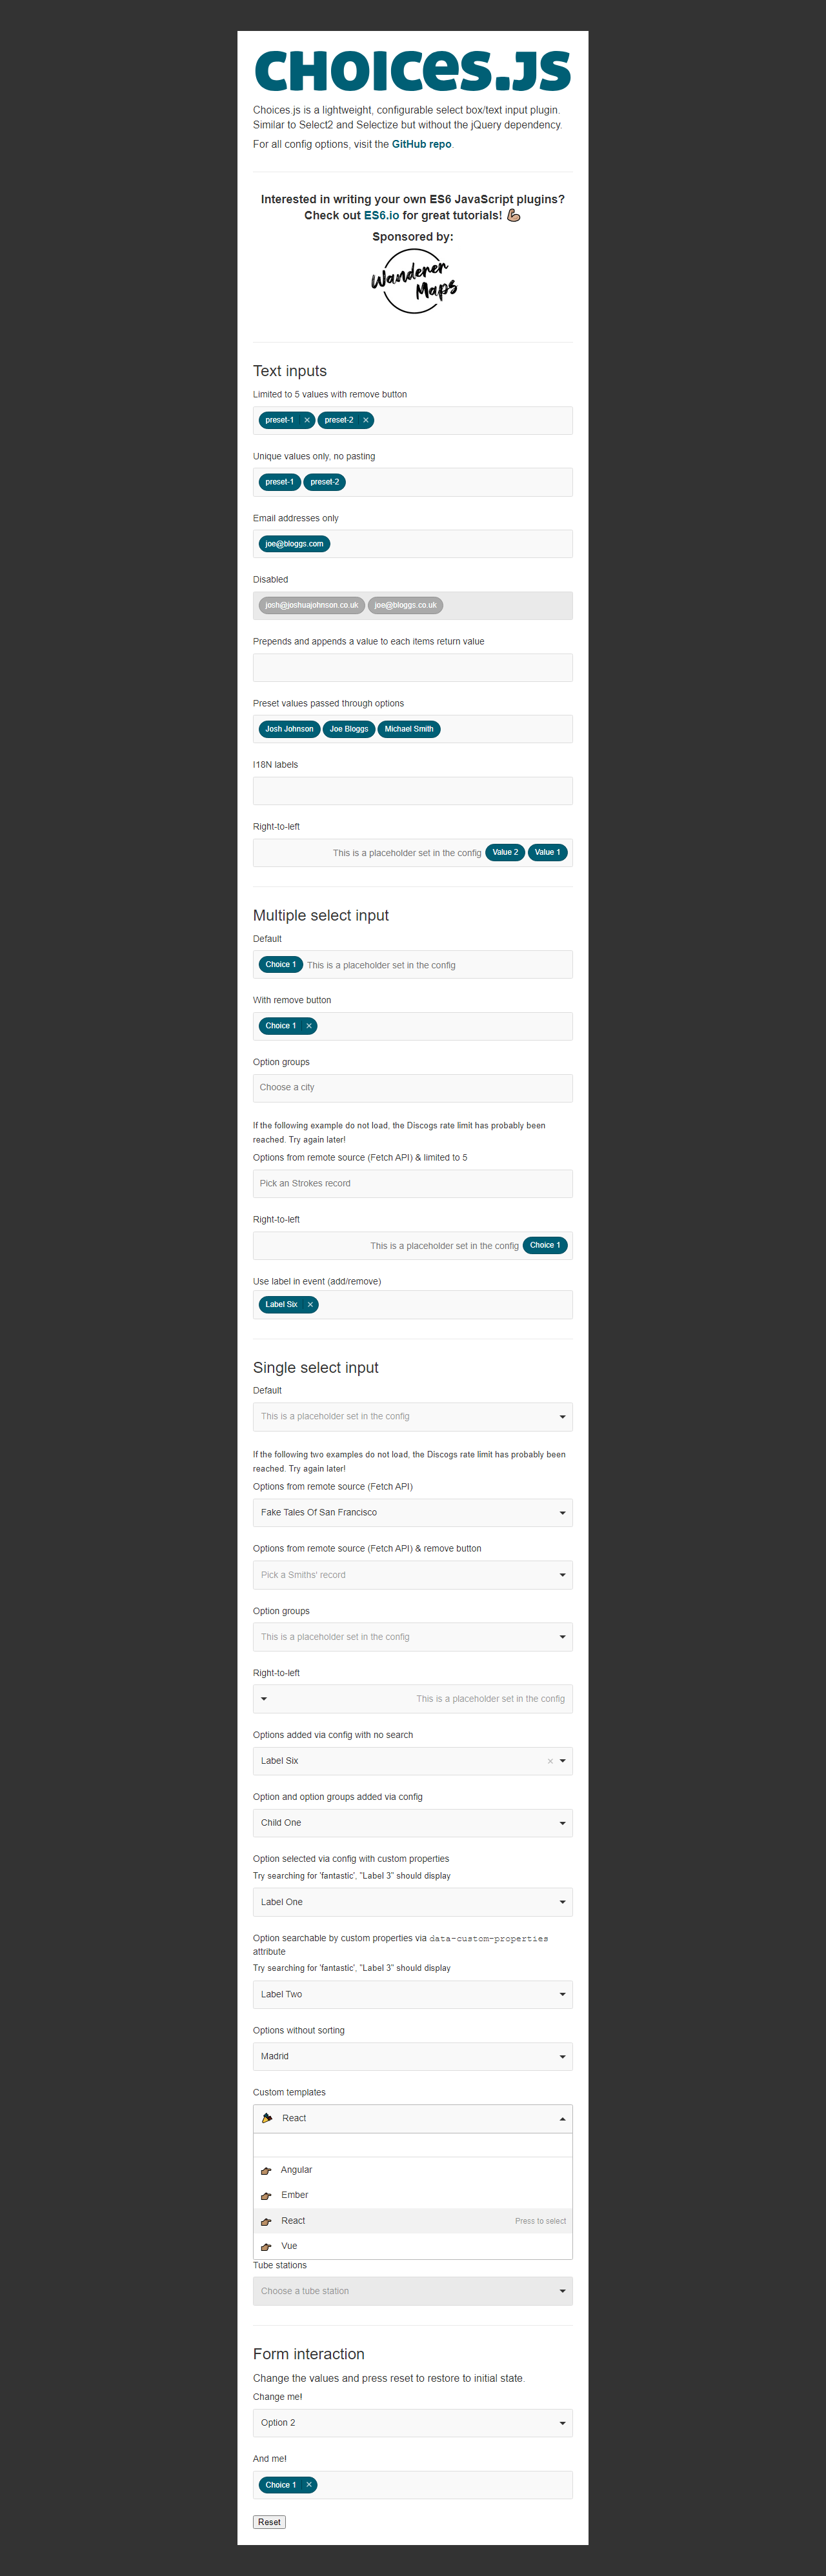 CHOICES.JS
Choices.js is a lightweight, configurable select box/text input plugin.
Similar to Select2 and Selectize but without the jQuery dependency.
For all config options, visit the GitHub repo.
Interested in writing your own ES6 JavaScript plugins?
Check out ES6.io for great tutorials! 💪🏽
Sponsored by:
Wanderer
Maps
Text inputs
Limited to 5 values with remove button
preset-1 × preset-2 ×
Unique values only, no pasting
preset-1 preset-2
Email addresses only
joe@bloggs.com
Disabled
josh@joshuajohnson.co.uk joe@bloggs.co.uk
Prepends and appends a value to each items return value
Preset values passed through options
Josh Johnson Joe Bloggs Michael Smith
I18N labels
Right-to-left
This is a placeholder set in the config Value 2 Value 1
Multiple select input
Default
Choice 1 This is a placeholder set in the config
With remove button
Choice 1 ×
Option groups
Choose a city
If the following example do not load, the Discogs rate limit has probably been
reached. Try again later!
Options from remote source (Fetch API) & limited to 5
Pick an Strokes record
Right-to-left
This is a placeholder set in the config Choice 1
Use label in event (add/remove)
Label Six ×
Single select input
Default
This is a placeholder set in the config
If the following two examples do not load, the Discogs rate limit has probably been
reached. Try again later!
Options from remote source (Fetch API)
Fake Tales Of San Francisco
Options from remote source (Fetch API) & remove button
Pick a Smiths' record
Option groups
This is a placeholder set in the config
Right-to-left
This is a placeholder set in the config
Options added via config with no search
Label Six ×
Option and option groups added via config
Child One
Option selected via config with custom properties
Try searching for 'fantastic', "Label 3" should display
Label One
Option searchable by custom properties via data-custom-properties
attribute
Try searching for 'fantastic', "Label 3" should display
Label Two
Options without sorting
Madrid
Custom templates
React
Angular
Ember
React Press to select
Vue
Tube stations
Choose a tube station
Form interaction
Change the values and press reset to restore to initial state.
Change me!
Option 2
And me!
Choice 1 ×
Reset